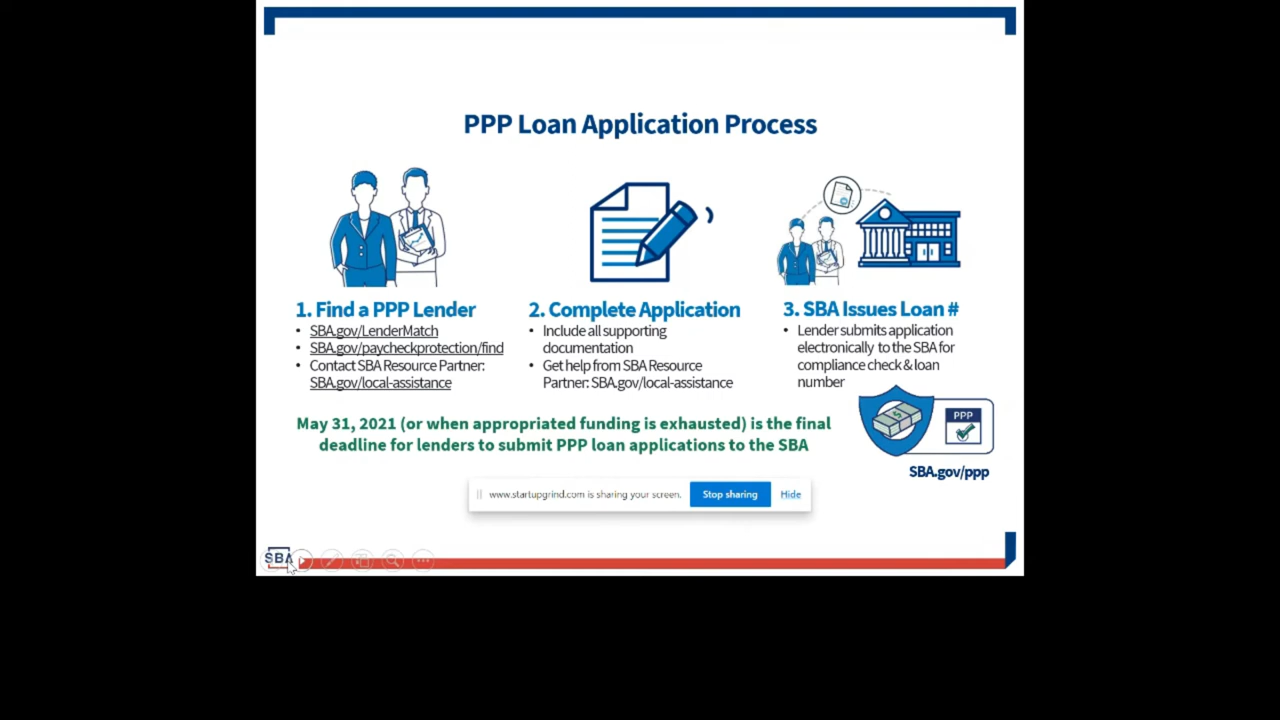 PPP Loan Application Process
1. Find a PPP Lender
• SBA.gov/LenderMatch
• SBA.gov/paycheckprotection/find
• Contact SBA Resource Partner:
SBA.gov/local-assistance
2. Complete Application
• Include all supporting
documentation
• Get help from SBA Resource
Partner: SBA.gov/local-assistance
3. SBA Issues Loan #
• Lender submits application
electronically to the SBA for
compliance check & loan
number
May 31, 2021 (or when appropriated funding is exhausted) is the final
deadline for lenders to submit PPP loan applications to the SBA
PPP
SBA.gov/ppp
www.startupgrind.com is sharing your screen.
Stop sharing
Hide
SBA